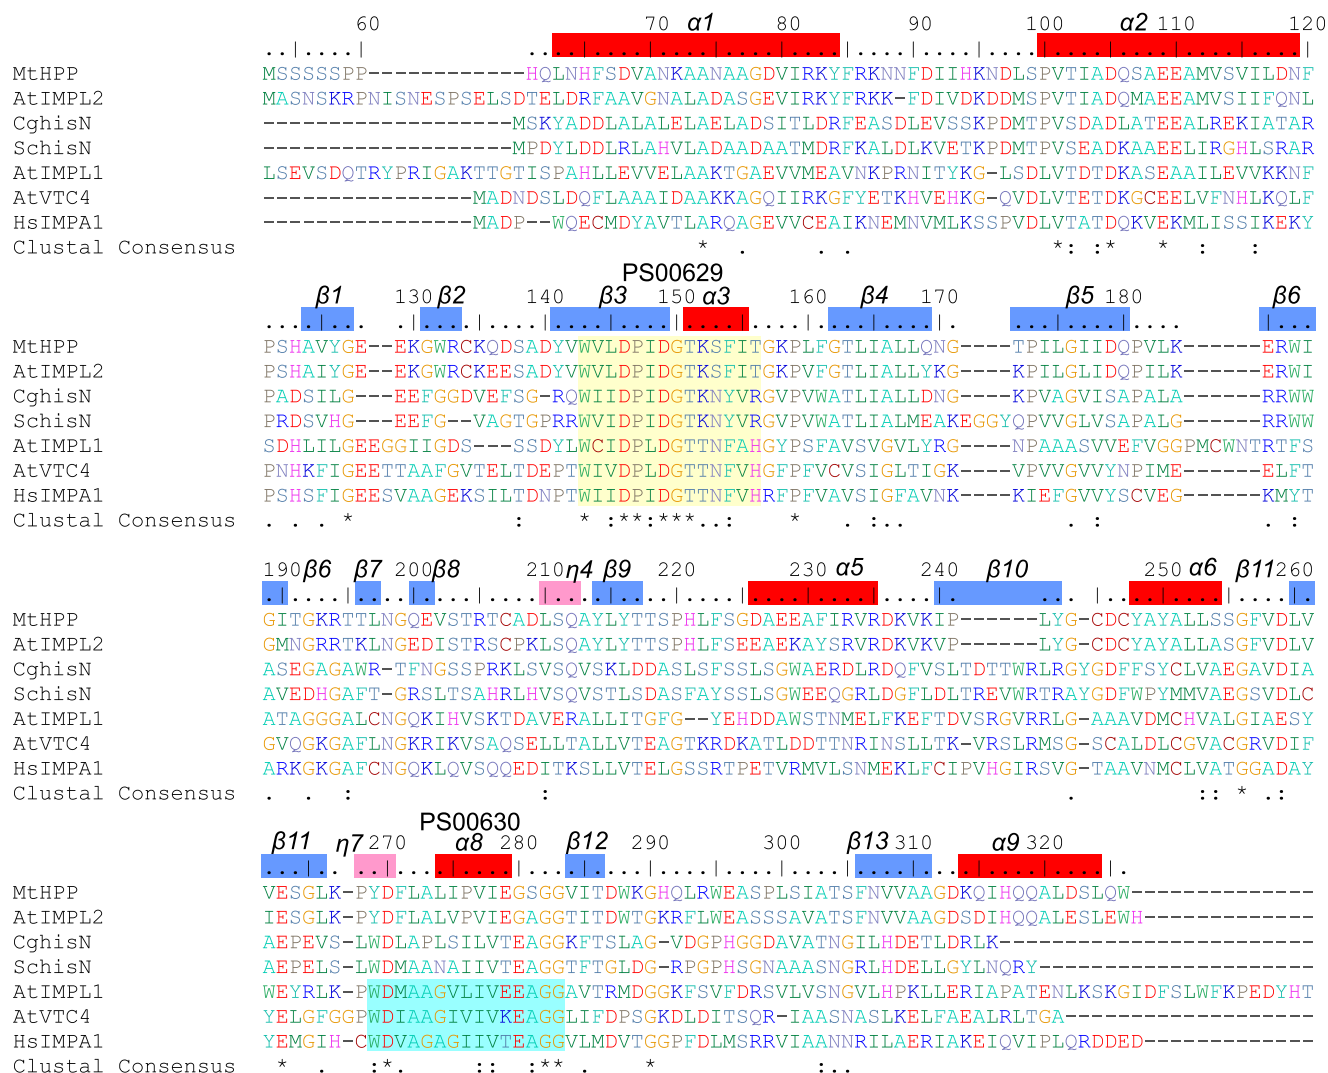 60 70 α1 80 90 100 α2 110 120
MtHPP MSSSSSPP------------HQLNHFSDVANKAANAAGDVIRKYFRKNNFDIIHKNDLSPVTIADQSAEEAMVSVILDNF
AtIMPL2 MASNSKRPNISNESPSELSDTELDRFAAVGNALADASGEVIRKYFRKK-FDIVDKDDMSPVTIADQMAEEAMVSIIFQNL
CghisN -------------------MSKYADDLALALELAELADSITLDRFEASDLEVSSKPDMTPVSDADLATEEALREKIATAR
SchisN -------------------MPDYLDDLRLAHVLADAADAATMDRFKALDLKVETKPDMTPVSEADKAAEELIRGHLSRAR
AtIMPL1 LSEVSDQTRYPRIGAKTTGTISPAHLLEVVELAAKTGAEVVMEAVNKPRNITYKG-LSDLVTDTDKASEAAILEVVKKNF
AtVTC4 ----------------MADNDSLDQFLAAAIDAAKKAGQIIRKGFYETKHVEHKG-QVDLVTETDKGCEELVFNHLKQLF
HsIMPA1 ----------------MADP--WQECMDYAVTLARQAGEVVCEAIKNEMNVMLKSSPVDLVTATDQKVEKMLISSIKEKY
Clustal Consensus * . . . *: .:* * : :
PS00629
β1 130 β2 140 β3 150 α3 160 β4 170 β5 180 β6
MtHPP PSHAVYGE--EKGWRCKQDSADYVWVLDPIDGTKSFITGKPLFGTLIALLQNG----TPILGIIDQPVLK------ERWI
AtIMPL2 PSHAIYGE--EKGWRCKEESADYVWVLDPIDGTKSFITGKPVFGTLIALLYKG----KPILGLIDQPILK------ERWI
CghisN PADSILGE--EFGGDVEFSG-RQWIIDPIDGTKNYVRGVPVWATLIALLDNG----KPVAGVISAPALA------RRWW
SchisN PRDSVHGE--EFG---VAGTGPRRWVIDPIDGTKNYVRGVPVWATLIALMEAKEGGYQPVVGLVSAPALG------RRWW
AtIMPL1 SDHLILGEEGGIIGDS---SSDYLWCIDPLDGTTNFAHGYPSFAVSVGVLYRG----NPAAASVVEFVGGPMCWNTRTFS
AtVTC4 PNHKFIGEETTAAFGVTELTDEPTWIVDPLDGTTNFVHGFPFVCVSIGLTIGK----VPVVGVVYNPIME------ELFT
HsIMPA1 PSHSFIGEESVAAGEKSILTDNPTWIIDPIDGTTNFVHRFPFVAVSIGFAVNK----KIEFGVVYSCVEG------KMYT
Clustal Consensus . . . * : * :**:***..: * . :. . : . :
190 β6 β7 200 β8 210 η4 β9 220 230 α5 240 β10 250 α6 β11 260
MtHPP GITGKRTTLNGQEVSTRTCADLSQAYLYTTSPHLFSGDAEEAFIRVRDKVKIP------LYG-CDCYAYALLSSGFVDLV
AtIMPL2 GMNGRRTKLNGEDISTRSCPKLSQAYLYTTSPHLFSEEAEKAYSRVRDKVKVP------LYG-CDCYAYALLASGFVDLV
CghisN ASEGAGAWR-TFNGSSPRKLSVSQVSKLDDASLSFSSLSGWAERDLRDQFVSLTDTTWRLRGYGDFFSYCLVAEGAVDIA
SchisN AVEDHGAFT-GRSLTSAHRLHVSQVSTLSDASFAYSSLSGWEEQGRLDGFLDLTREVWRTRAYGDFWPYMMVAEGSVDLC
AtIMPL1 ATAGGGALCNGQKIHVSKTDAVERALLITGFG--YEHDDAWSTNMELFKEFTDVSRGVRRLG-AAAVDMCHVALGIAESY
AtVTC4 GVQGKGAFLNGKRIKVSAQSELLTALLVTEAGTKRDKATLDDTTNRINSLLTK-VRSLRMSG-SCALDLCGVACGRVDIF
HsIMPA1 ARKGKGAFCNGQKLQVSQQEDITKSLLVTELGSSRTPETVRMVLSNMEKLFCIPVHGIRSVG-TAAVNMCLVATGGADAY
Clustal Consensus . . : : . :: * .:
PS00630
β11 η7 270 α8 280 β12 290 300 β13 310 α9 320
MtHPP VESGLK-PYDFLALIPVIEGSGGVITDWKGHQLRWEASPLSIATSFNVVAAGDKQIHQQALDSLQW--------------
AtIMPL2 IESGLK-PYDFLALVPVIEGAGGTITDWTGKRFLWEASSSAVATSFNVVAAGDSDIHQQALESLEWH-------------
CghisN AEPEVS-LWDLAPLSILVTEAGGKFTSLAG-VDGPHGGDAVATNGILHDETLDRLK------------------------
SchisN AEPELS-LWDMAANAIIVTEAGGTFTGLDG-RPGPHSGNAAASNGRLHDELLGYLNQRY---------------------
AtIMPL1 WEYRLK-PWDMAAGVLIVEEAGGAVTRMDGGKFSVFDRSVLVSNGVLHPKLLERIAPATENLKSKGIDFSLWFKPEDYHT
AtVTC4 YELGFGGPWDIAAGIVIVKEAGGLIFDPSGKDLDITSQR-IAASNASLKELFAEALRLTGA-------------------
HsIMPA1 YEMGIH-CWDVAGAGIIVTEAGGVLMDVTGGPFDLMSRRVIAANNRILAERIAKEIQVIPLQRDDED-------------
Clustal Consensus * . :*. :: :** . * :.